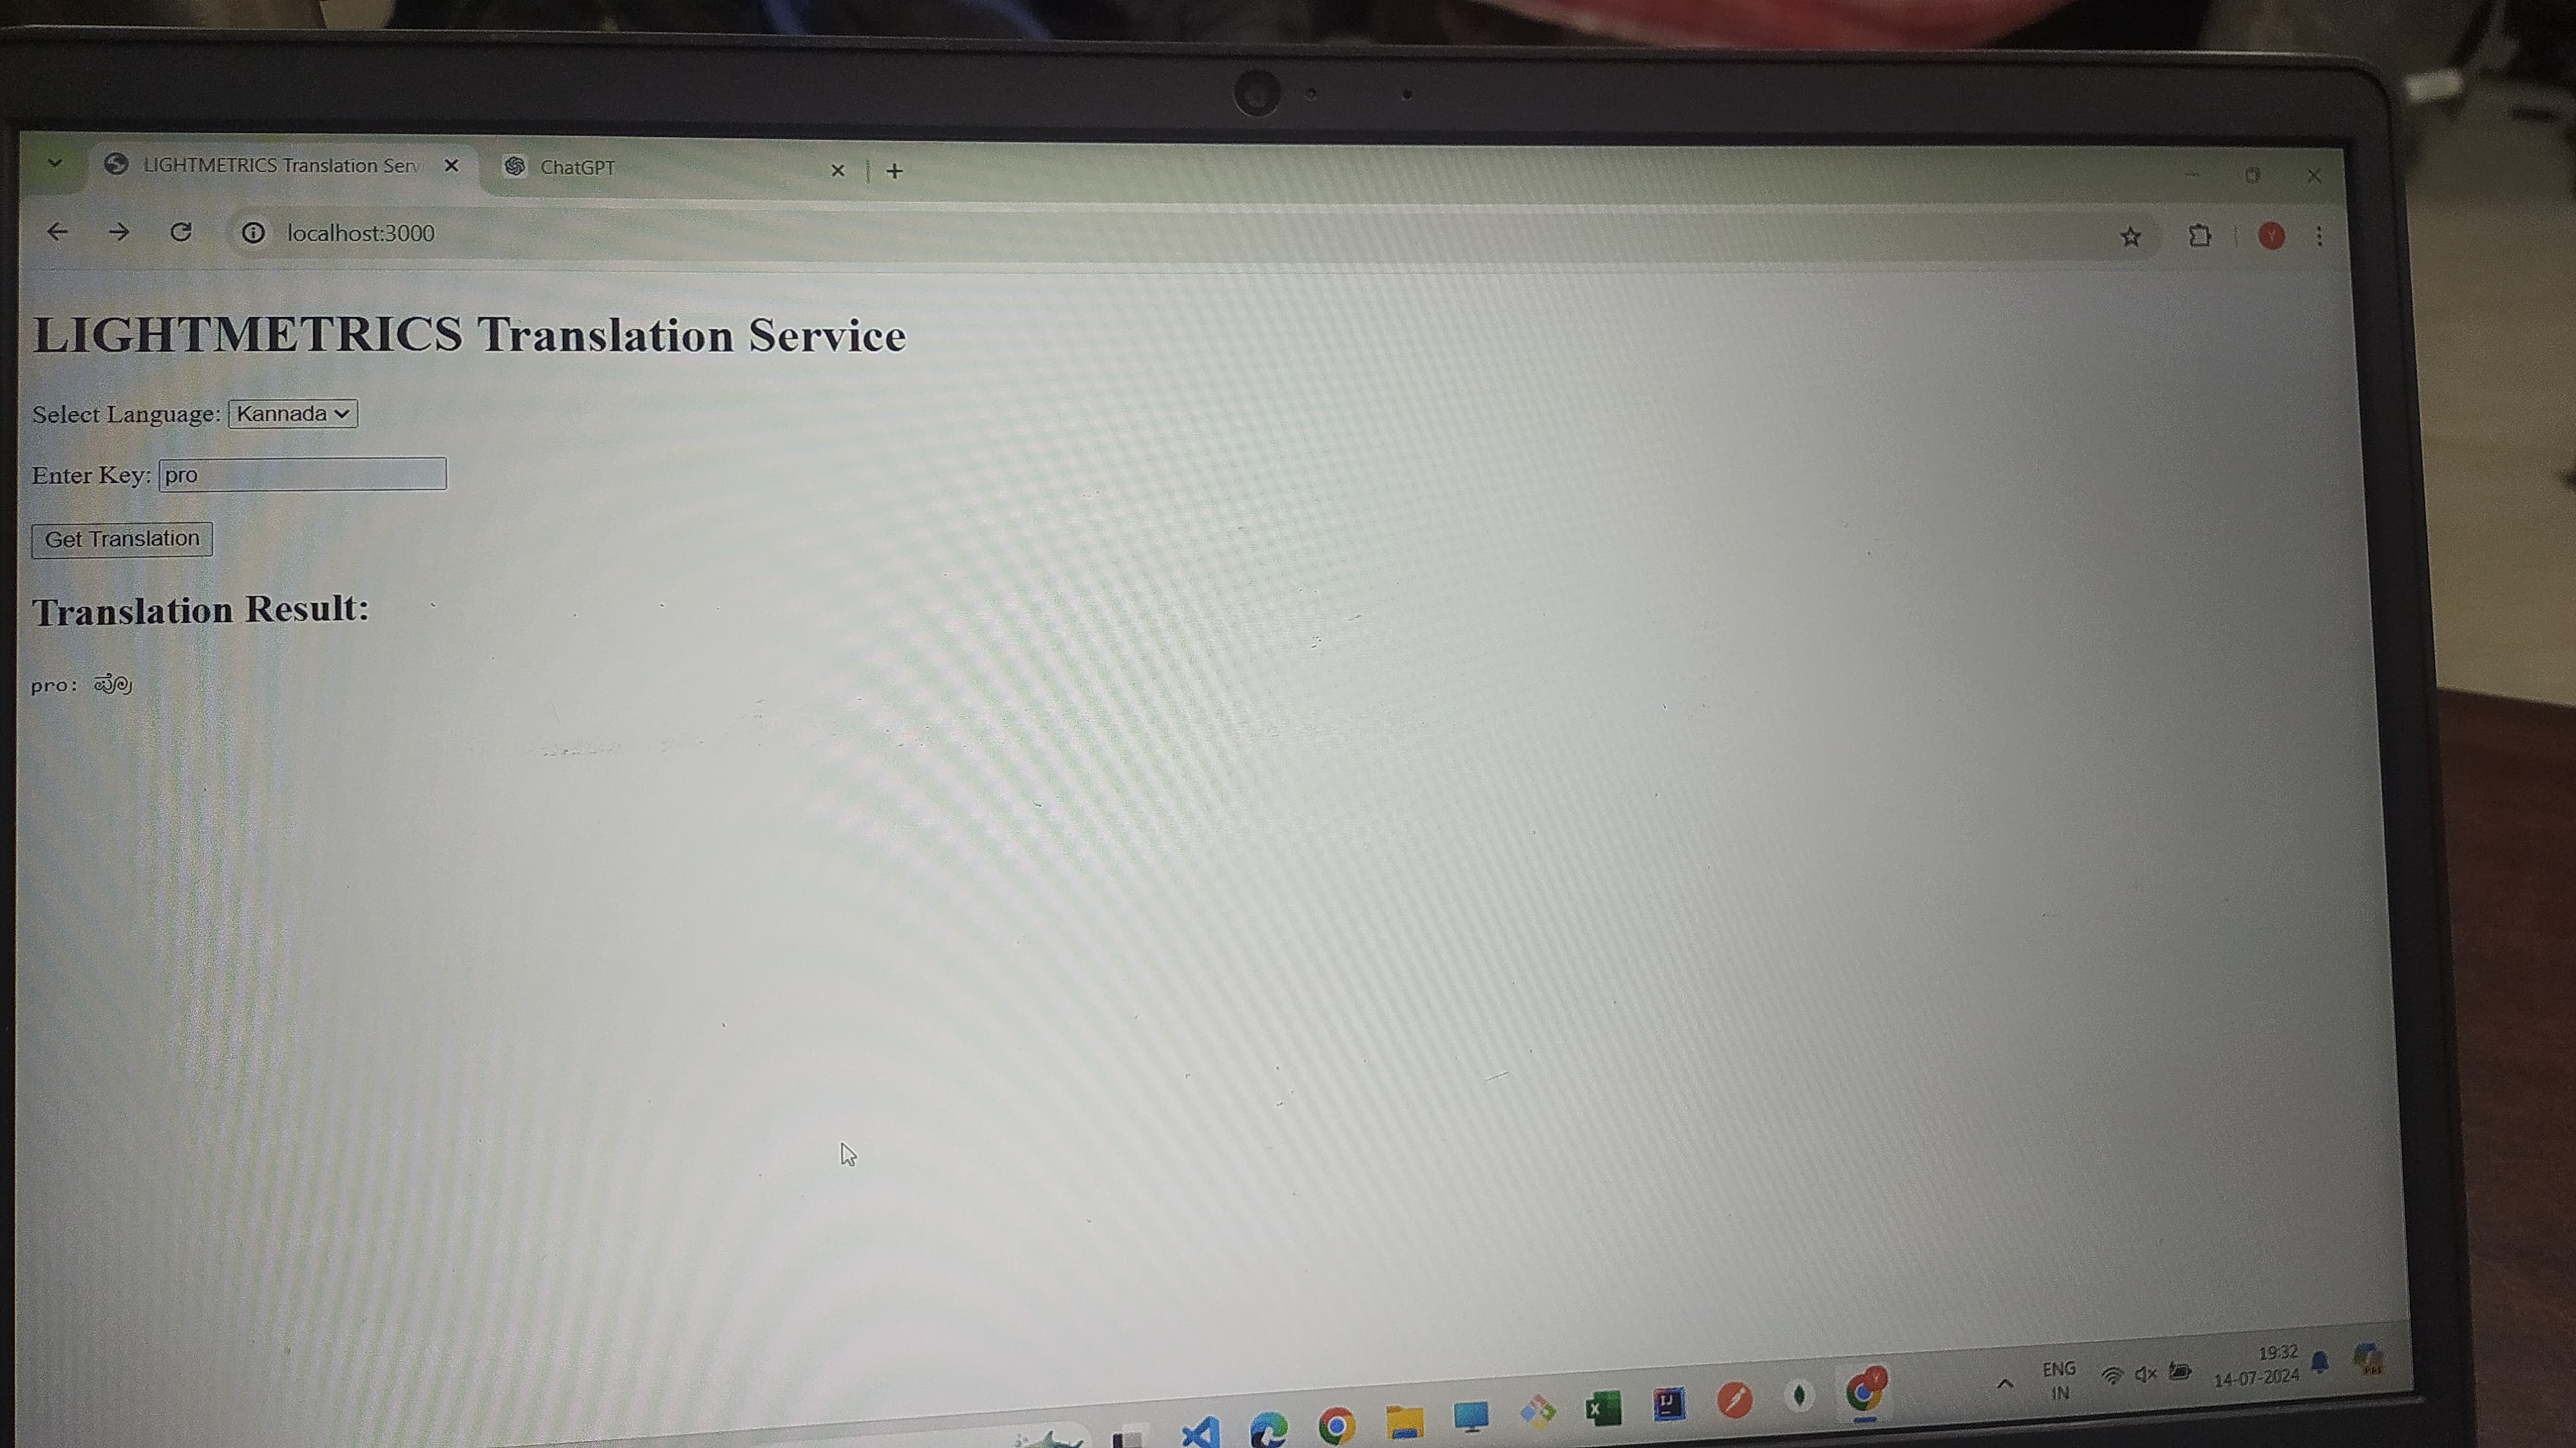 LIGHTMETRICS Translation Serv
ChatGPT
localhost:3000
Y
LIGHTMETRICS Translation Service
Select Language: Kannada
Enter Key: pro
Get Translation
Translation Result:
pro: ಪ್ರೊ
ENG
IN
19:32
14-07-2024
PRE